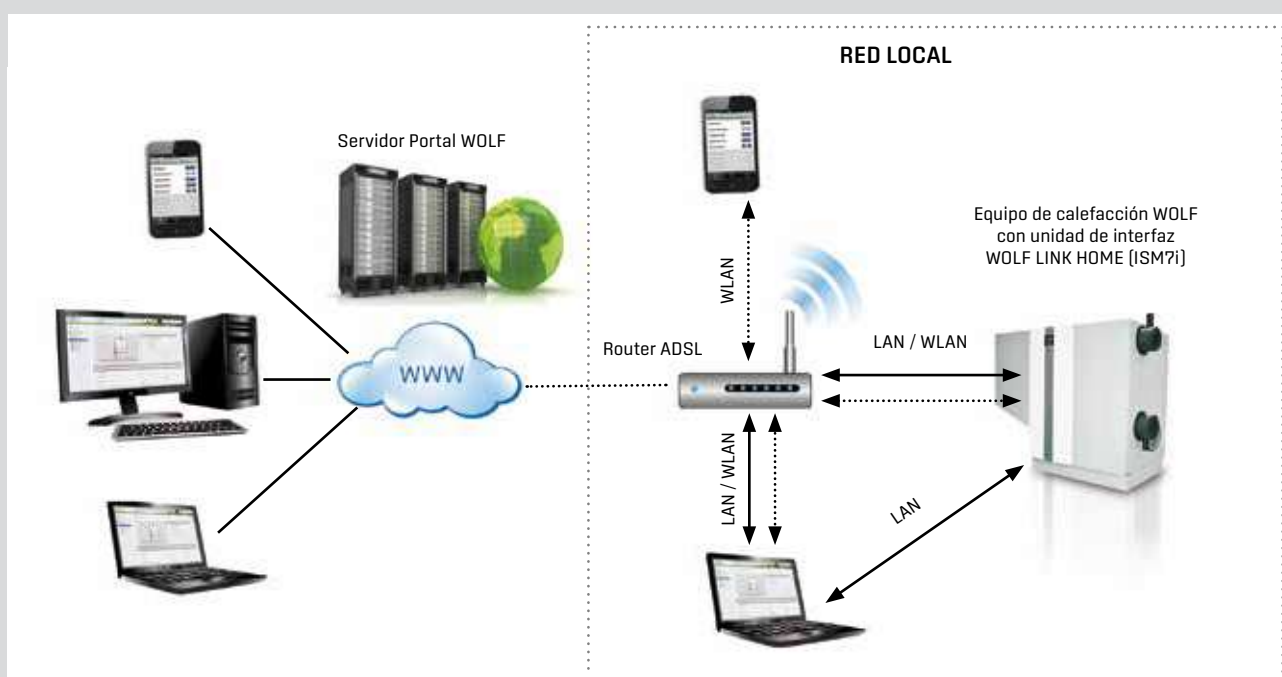 RED LOCAL
Servidor Portal WOLF
Equipo de calefacción WOLF
con unidad de interfaz
WOLF LINK HOME (ISM7i)
WLAN
Router ADSL
LAN / WLAN
WWW
LAN / WLAN
LAN